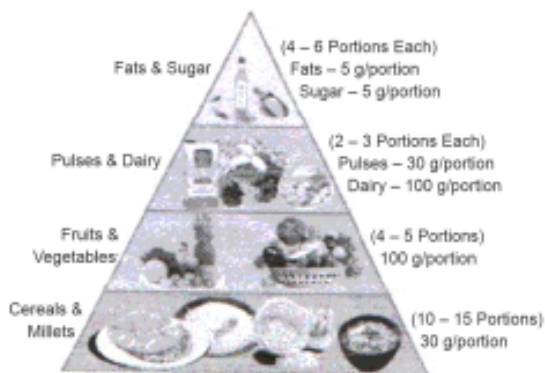 Fats & Sugar
(4 – 6 Portions Each)
Fats – 5 g/portion
Sugar – 5 g/portion
Pulses & Dairy
(2 – 3 Portions Each)
Pulses – 30 g/portion
Dairy – 100 g/portion
Fruits &
Vegetables
(4 – 5 Portions)
100 g/portion
Cereals &
Millets
(10 – 15 Portions)
30 g/portion